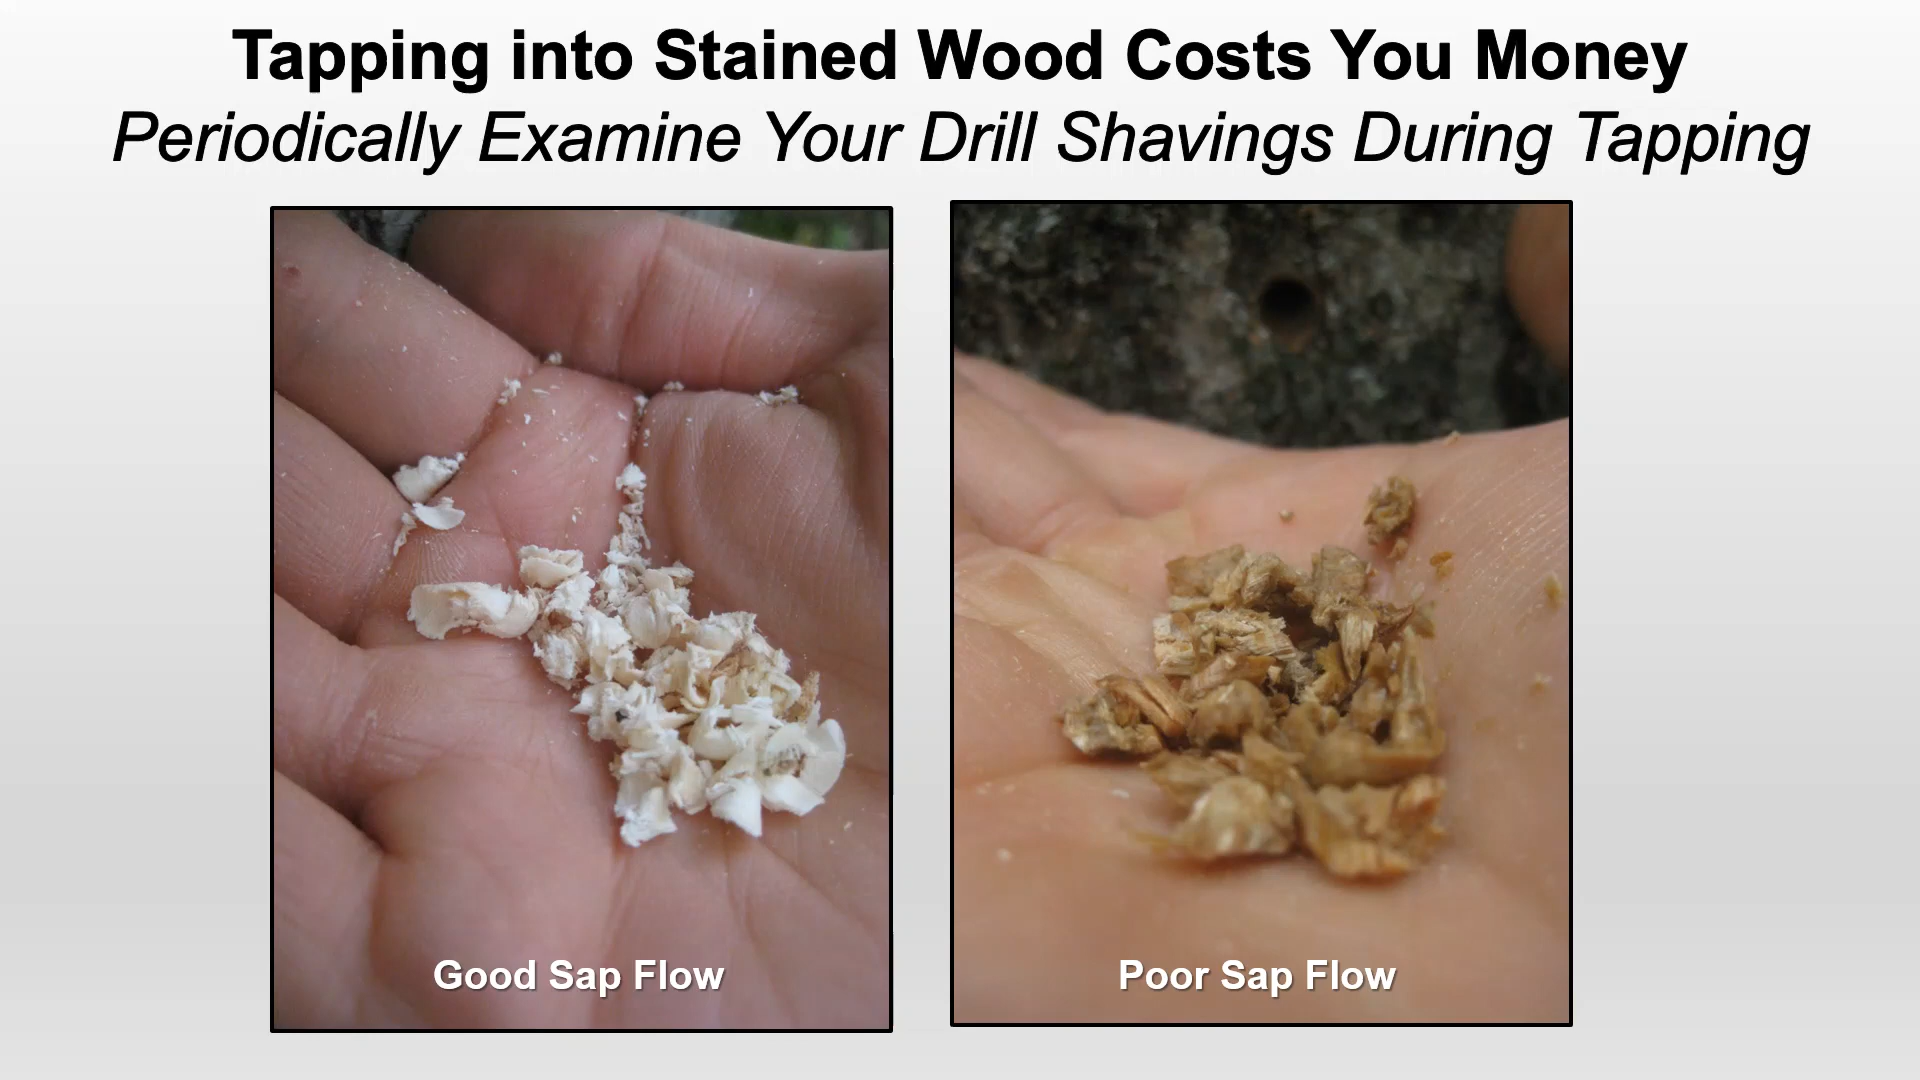 Tapping into Stained Wood Costs You Money
Periodically Examine Your Drill Shavings During Tapping
Good Sap Flow
Poor Sap Flow